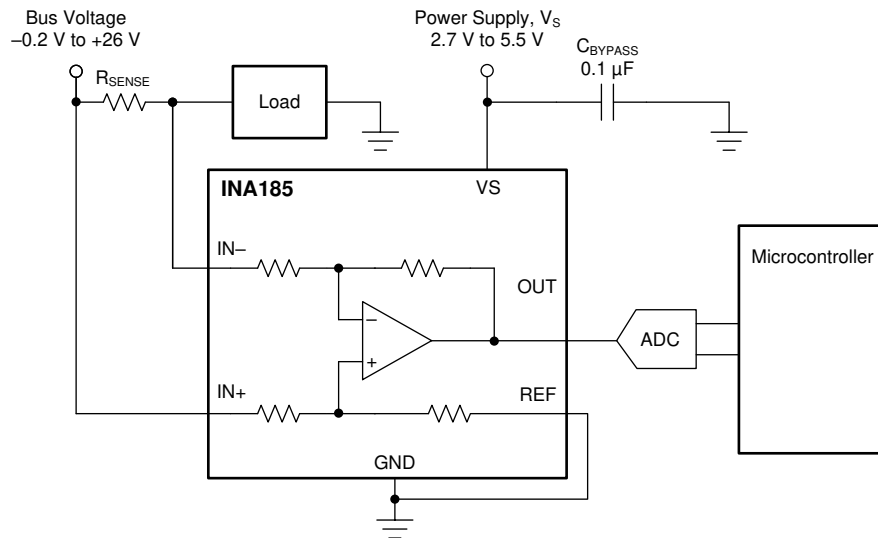 Bus Voltage
–0.2 V to +26 V
Power Supply, VS
2.7 V to 5.5 V
CBYPASS
0.1 µF
RSENSE
Load
INA185
VS
IN–
OUT
–
+
IN+
REF
GND
ADC
Microcontroller